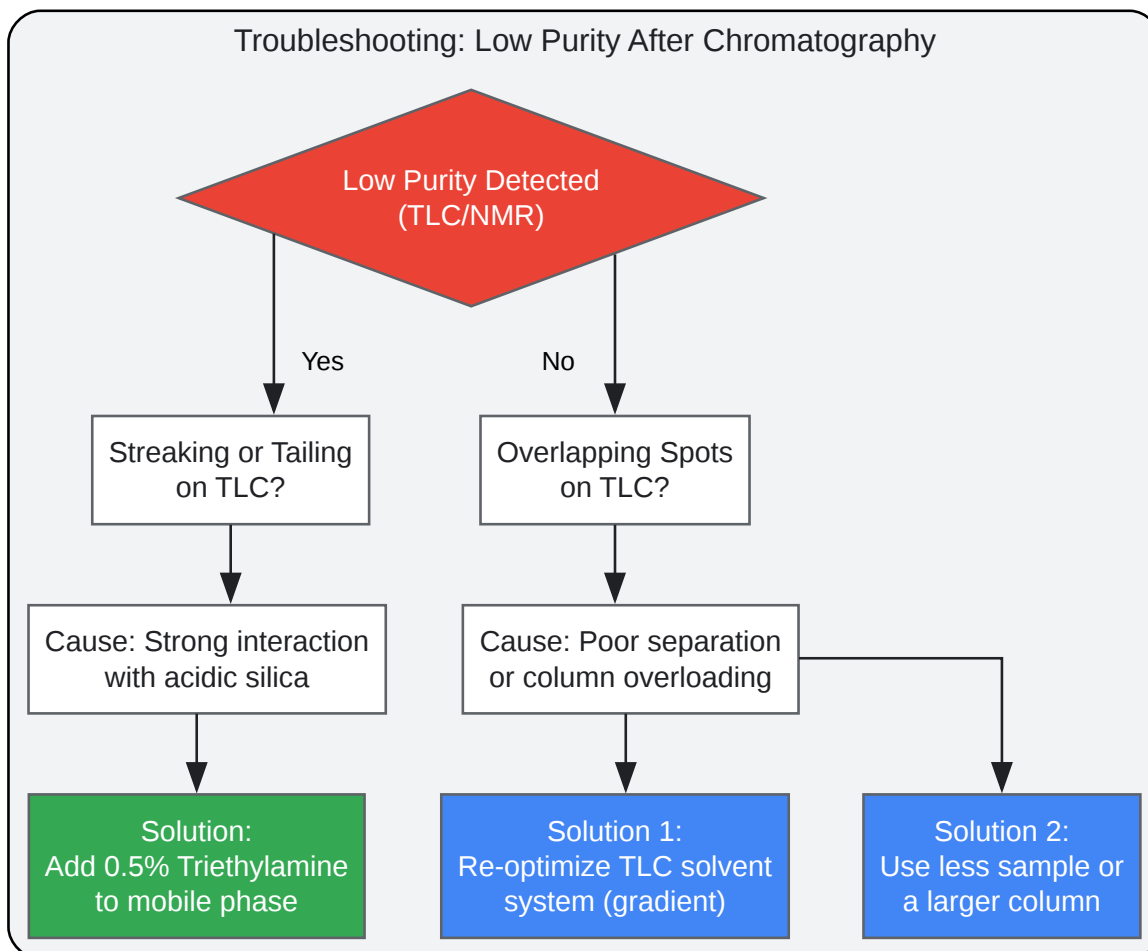 Troubleshooting: Low Purity After Chromatography
Low Purity Detected
(TLC/NMR)
Yes
No
Streaking or Tailing
on TLC?
Overlapping Spots
on TLC?
Cause: Strong interaction
with acidic silica
Cause: Poor separation
or column overloading
Solution:
Add 0.5% Triethylamine
to mobile phase
Solution 1:
Re-optimize TLC solvent
system (gradient)
Solution 2:
Use less sample or
a larger column